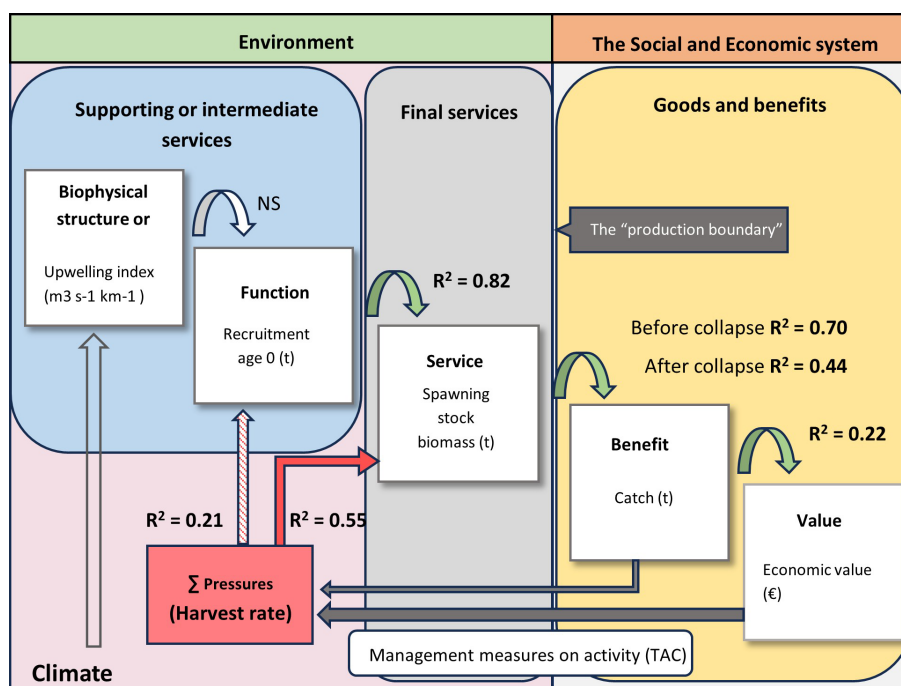 Environment
The Social and Economic system
Supporting or intermediate
services
Final services
Goods and benefits
Biophysical
structure or
Upwelling index
(m3 s-1 km-1 )
NS
Function
Recruitment
age 0 (t)
R² = 0.82
The “production boundary”
Service
Spawning
stock
biomass (t)
Before collapse R² = 0.70
After collapse R² = 0.44
Benefit
Catch (t)
R² = 0.22
Value
Economic value
(€)
R² = 0.21
R² = 0.55
∑ Pressures
(Harvest rate)
Management measures on activity (TAC)
Climate